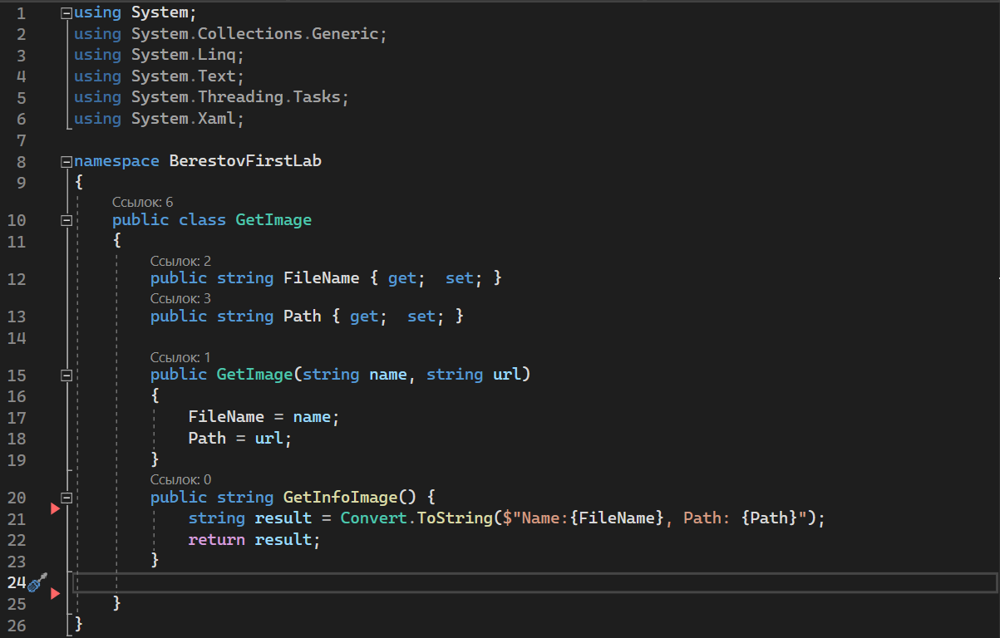 1 using System;
2 using System.Collections.Generic;
3 using System.Linq;
4 using System.Text;
5 using System.Threading.Tasks;
6 using System.Xaml;
7
8 namespace BerestovFirstLab
9 {
Ссылок: 6
10 public class GetImage
11 {
Ссылок: 2
12 public string FileName { get;  set; }
Ссылок: 3
13 public string Path { get;  set; }
14
Ссылок: 1
15 public GetImage(string name, string url)
16 {
17 FileName = name;
18 Path = url;
19 }
Ссылок: 0
20 public string GetInfoImage() {
21 string result = Convert.ToString($"Name:{FileName}, Path: {Path}");
22 return result;
23 }
24
25 }
26 }